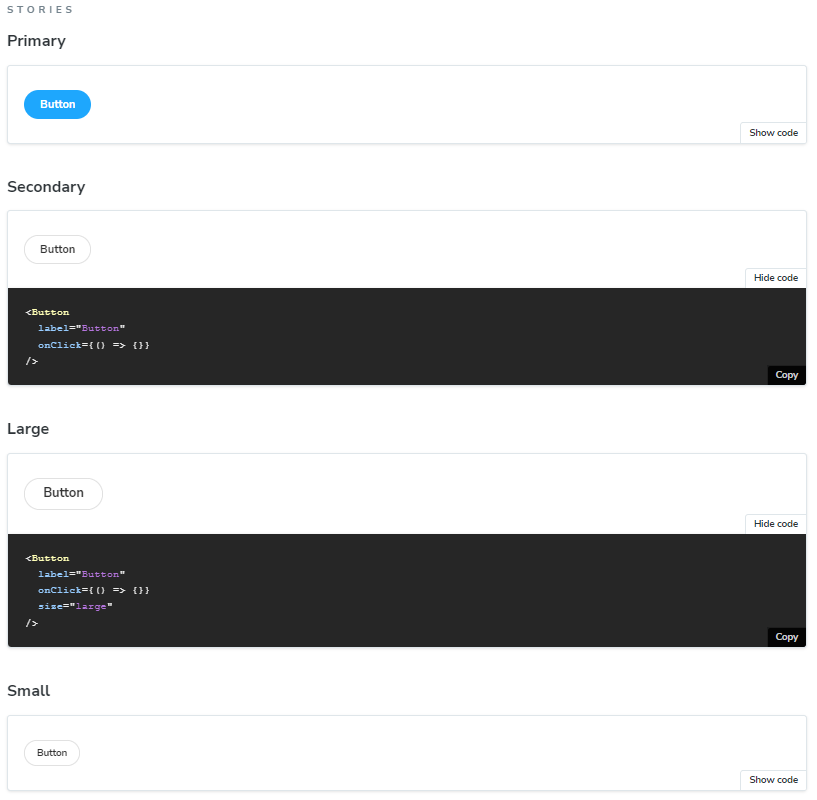 STORIES
Primary
Button
Show code
Secondary
Button
Hide code
<Button
  label="Button"
  onClick={() => {}}
/>
Copy
Large
Button
Hide code
<Button
  label="Button"
  onClick={() => {}}
  size="large"
/>
Copy
Small
Button
Show code